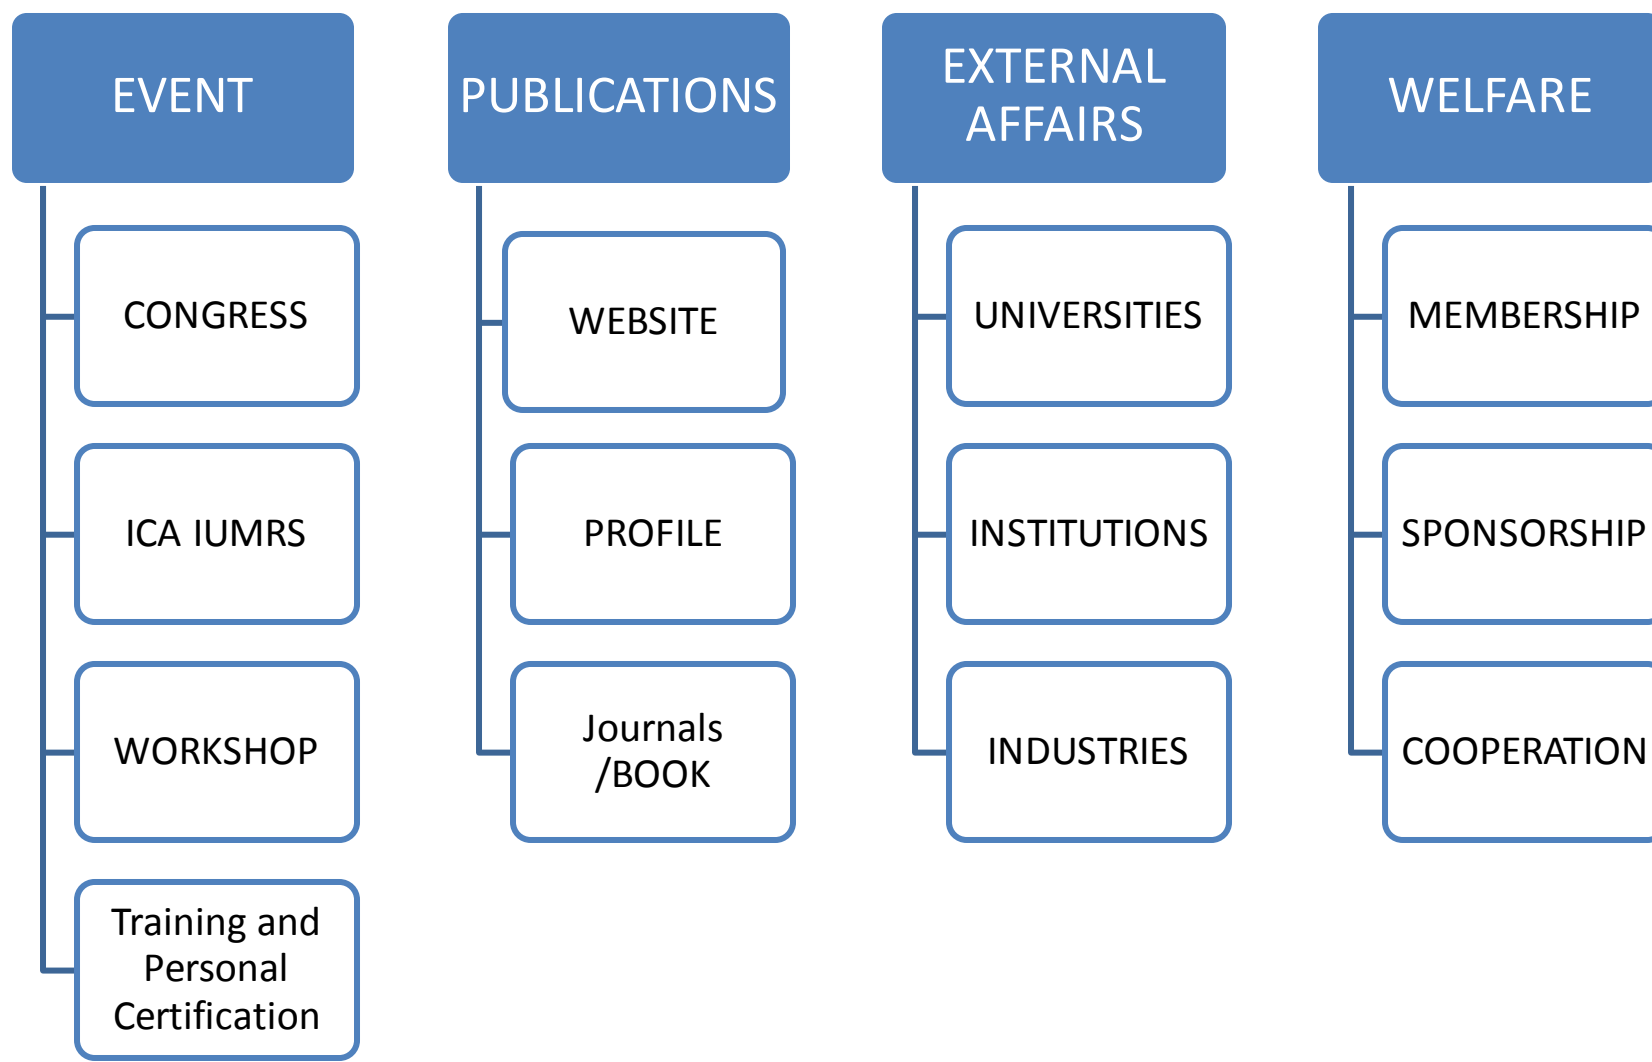 EVENT
CONGRESS
ICA IUMRS
WORKSHOP
Training and
Personal
Certification
PUBLICATIONS
WEBSITE
PROFILE
Journals
/BOOK
EXTERNAL
AFFAIRS
UNIVERSITIES
INSTITUTIONS
INDUSTRIES
WELFARE
MEMBERSHIP
SPONSORSHIP
COOPERATION